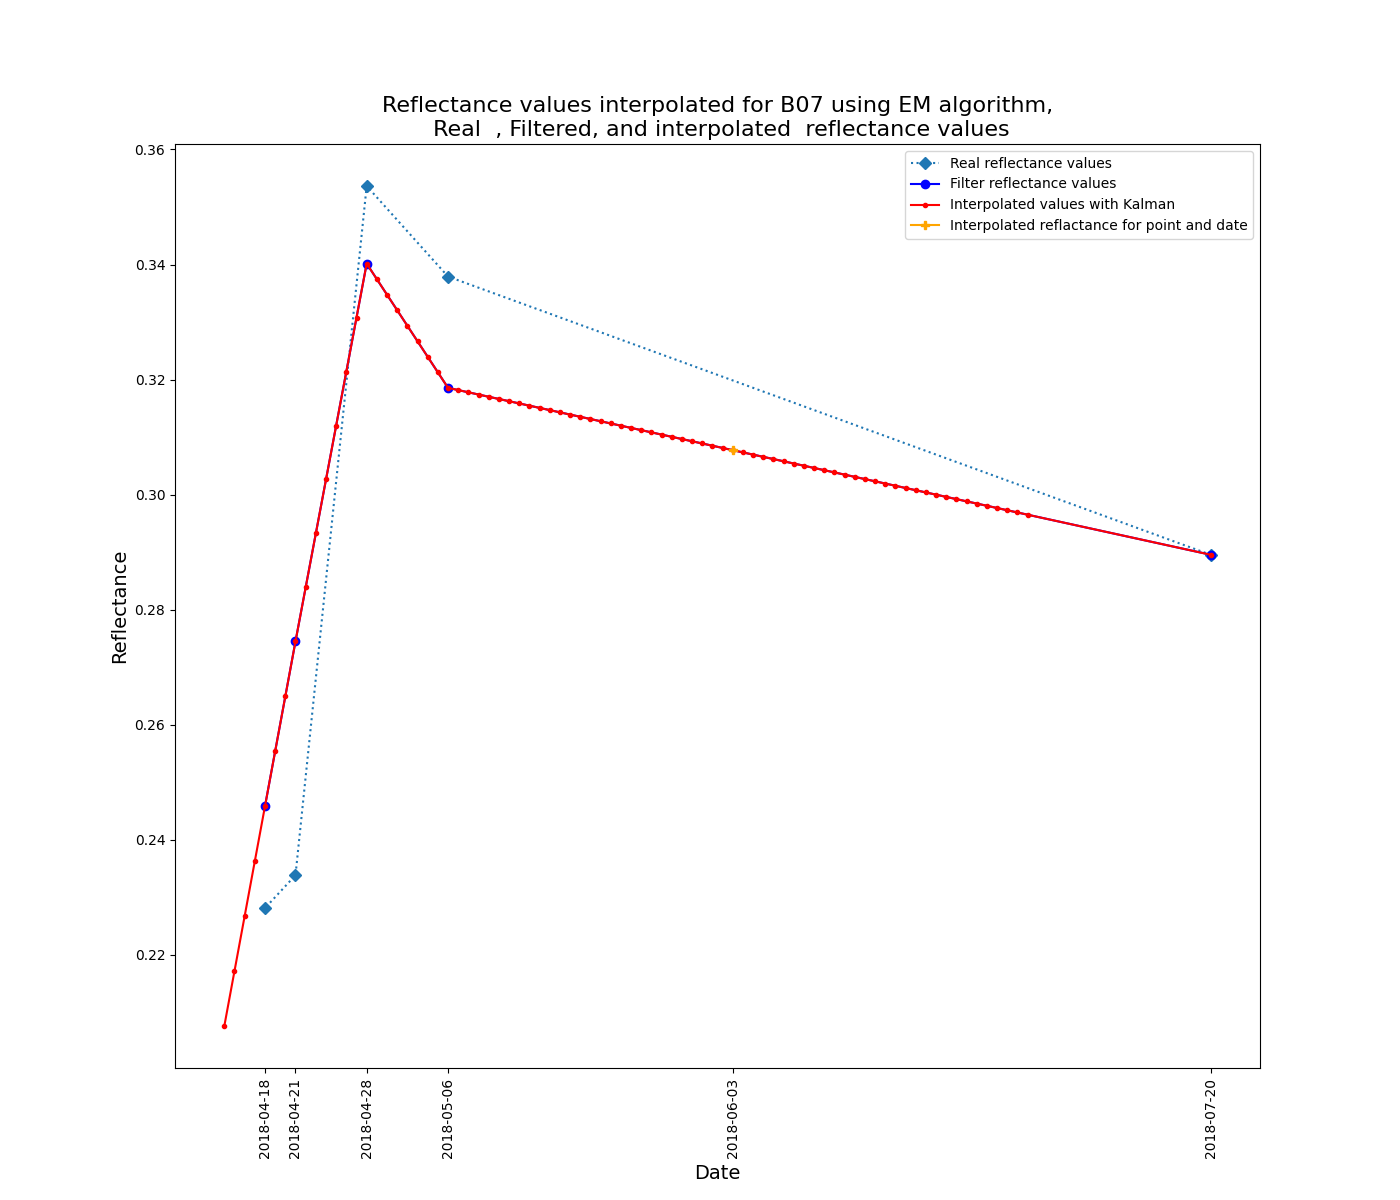 Reflectance values interpolated for B07 using EM algorithm,
Real  , Filtered, and interpolated  reflectance values
Real reflectance values
Filter reflectance values
Interpolated values with Kalman
Interpolated reflactance for point and date
Reflectance
0.36
0.34
0.32
0.30
0.28
0.26
0.24
0.22
2018-04-18
2018-04-21
2018-04-28
2018-05-06
2018-06-03
2018-07-20
Date